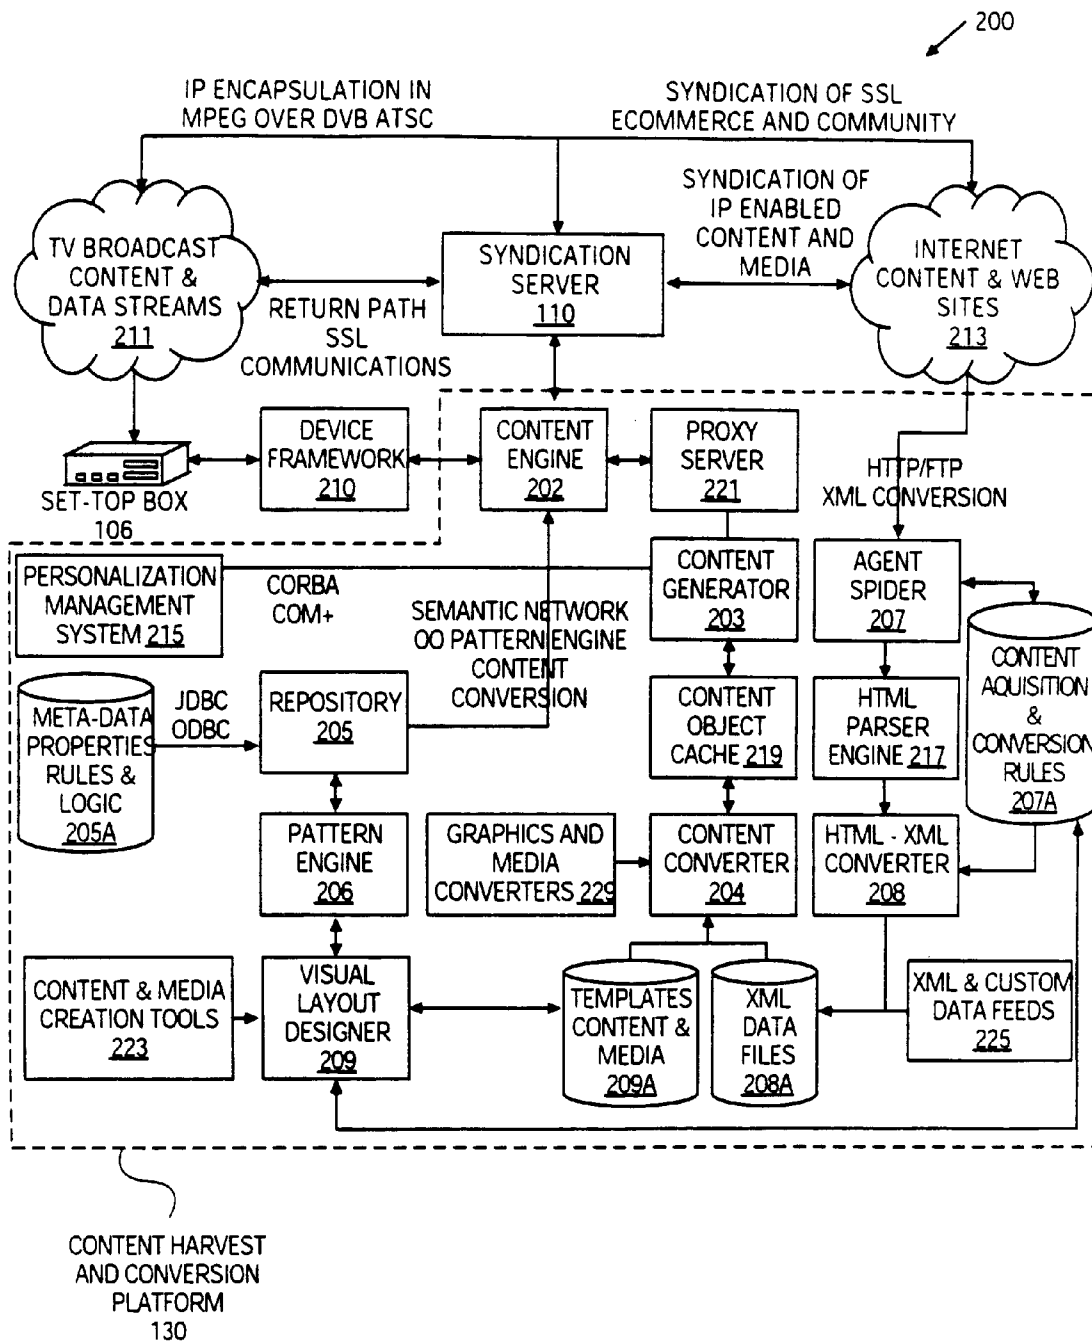 200
IP ENCAPSULATION IN
MPEG OVER DVB ATSC
SYNDICATION OF SSL
ECOMMERCE AND COMMUNITY
TV BROADCAST
CONTENT &
DATA STREAMS
211
SYNDICATION
SERVER
110
SYNDICATION OF
IP ENABLED
CONTENT AND
MEDIA
INTERNET
CONTENT & WEB
SITES
213
RETURN PATH
SSL
COMMUNICATIONS
SET-TOP BOX
106
DEVICE
FRAMEWORK
210
CONTENT
ENGINE
202
PROXY
SERVER
221
HTTP/FTP
XML CONVERSION
PERSONALIZATION
MANAGEMENT
SYSTEM 215
CORBA
COM+
SEMANTIC NETWORK
OO PATTERN ENGINE
CONTENT
CONVERSION
CONTENT
GENERATOR
203
AGENT
SPIDER
207
META-DATA
PROPERTIES
RULES &
LOGIC
205A
JDBC
ODBC
REPOSITORY
205
CONTENT
OBJECT
CACHE 219
HTML
PARSER
ENGINE 217
CONTENT
AQUISITION
&
CONVERSION
RULES
207A
PATTERN
ENGINE
206
GRAPHICS AND
MEDIA
CONVERTERS 229
CONTENT
CONVERTER
204
HTML - XML
CONVERTER
208
CONTENT & MEDIA
CREATION TOOLS
223
VISUAL
LAYOUT
DESIGNER
209
TEMPLATES
CONTENT &
MEDIA
209A
XML
DATA
FILES
208A
XML & CUSTOM
DATA FEEDS
225
CONTENT HARVEST
AND CONVERSION
PLATFORM
130